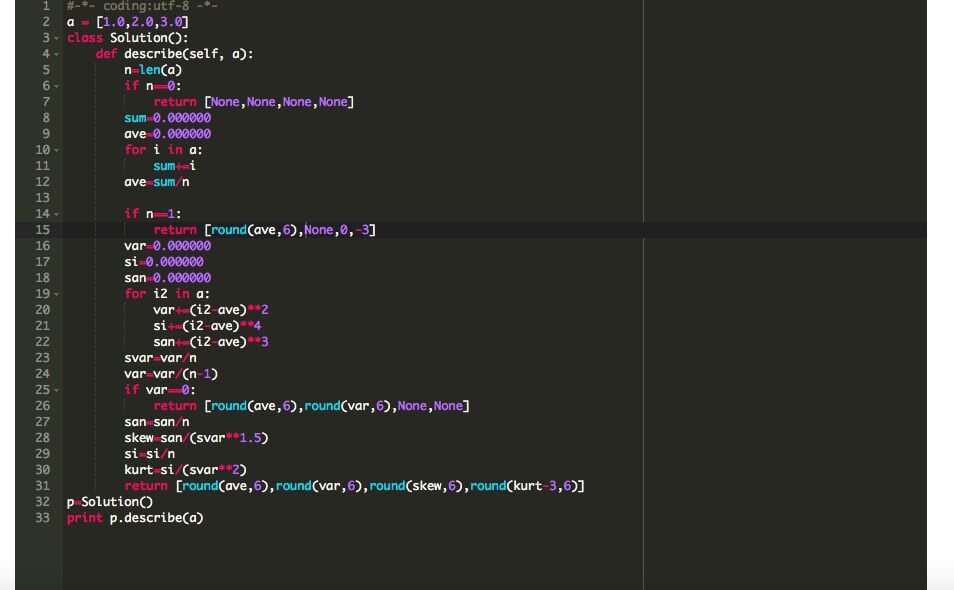 1 #-*- coding:utf-8 -*-
2 a = [1.0,2.0,3.0]
3 class Solution():
4 def describe(self, a):
5 n=len(a)
6 if n==0:
7 return [None,None,None,None]
8 sum=0.000000
9 ave=0.000000
10 for i in a:
11 sum+=i
12 ave=sum/n
13
14 if n==1:
15 return [round(ave,6),None,0,-3]
16 var=0.000000
17 si=0.000000
18 san=0.000000
19 for i2 in a:
20 var+=(i2-ave)**2
21 si+=(i2-ave)**4
22 san+=(i2-ave)**3
23 svar=var/n
24 var=var/(n-1)
25 if var==0:
26 return [round(ave,6),round(var,6),None,None]
27 san=san/n
28 skew=san/(svar**1.5)
29 si=si/n
30 kurt=si/(svar**2)
31 return [round(ave,6),round(var,6),round(skew,6),round(kurt-3,6)]
32 p=Solution()
33 print p.describe(a)